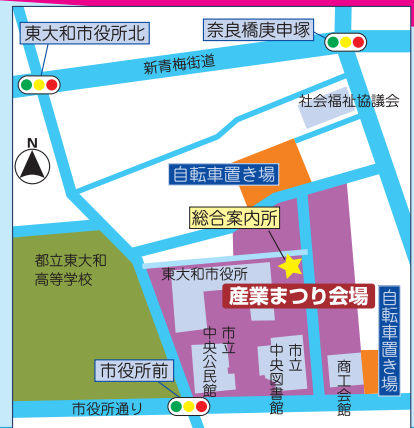 東大和市役所北
奈良橋庚申塚
新青梅街道
社会福祉協議会
N
自転車置き場
総合案内所
都立東大和
高等学校
東大和市役所
産業まつり会場
自転車置き場
市立
中央公民館
市立
中央図書館
商工会館
市役所前
市役所通り